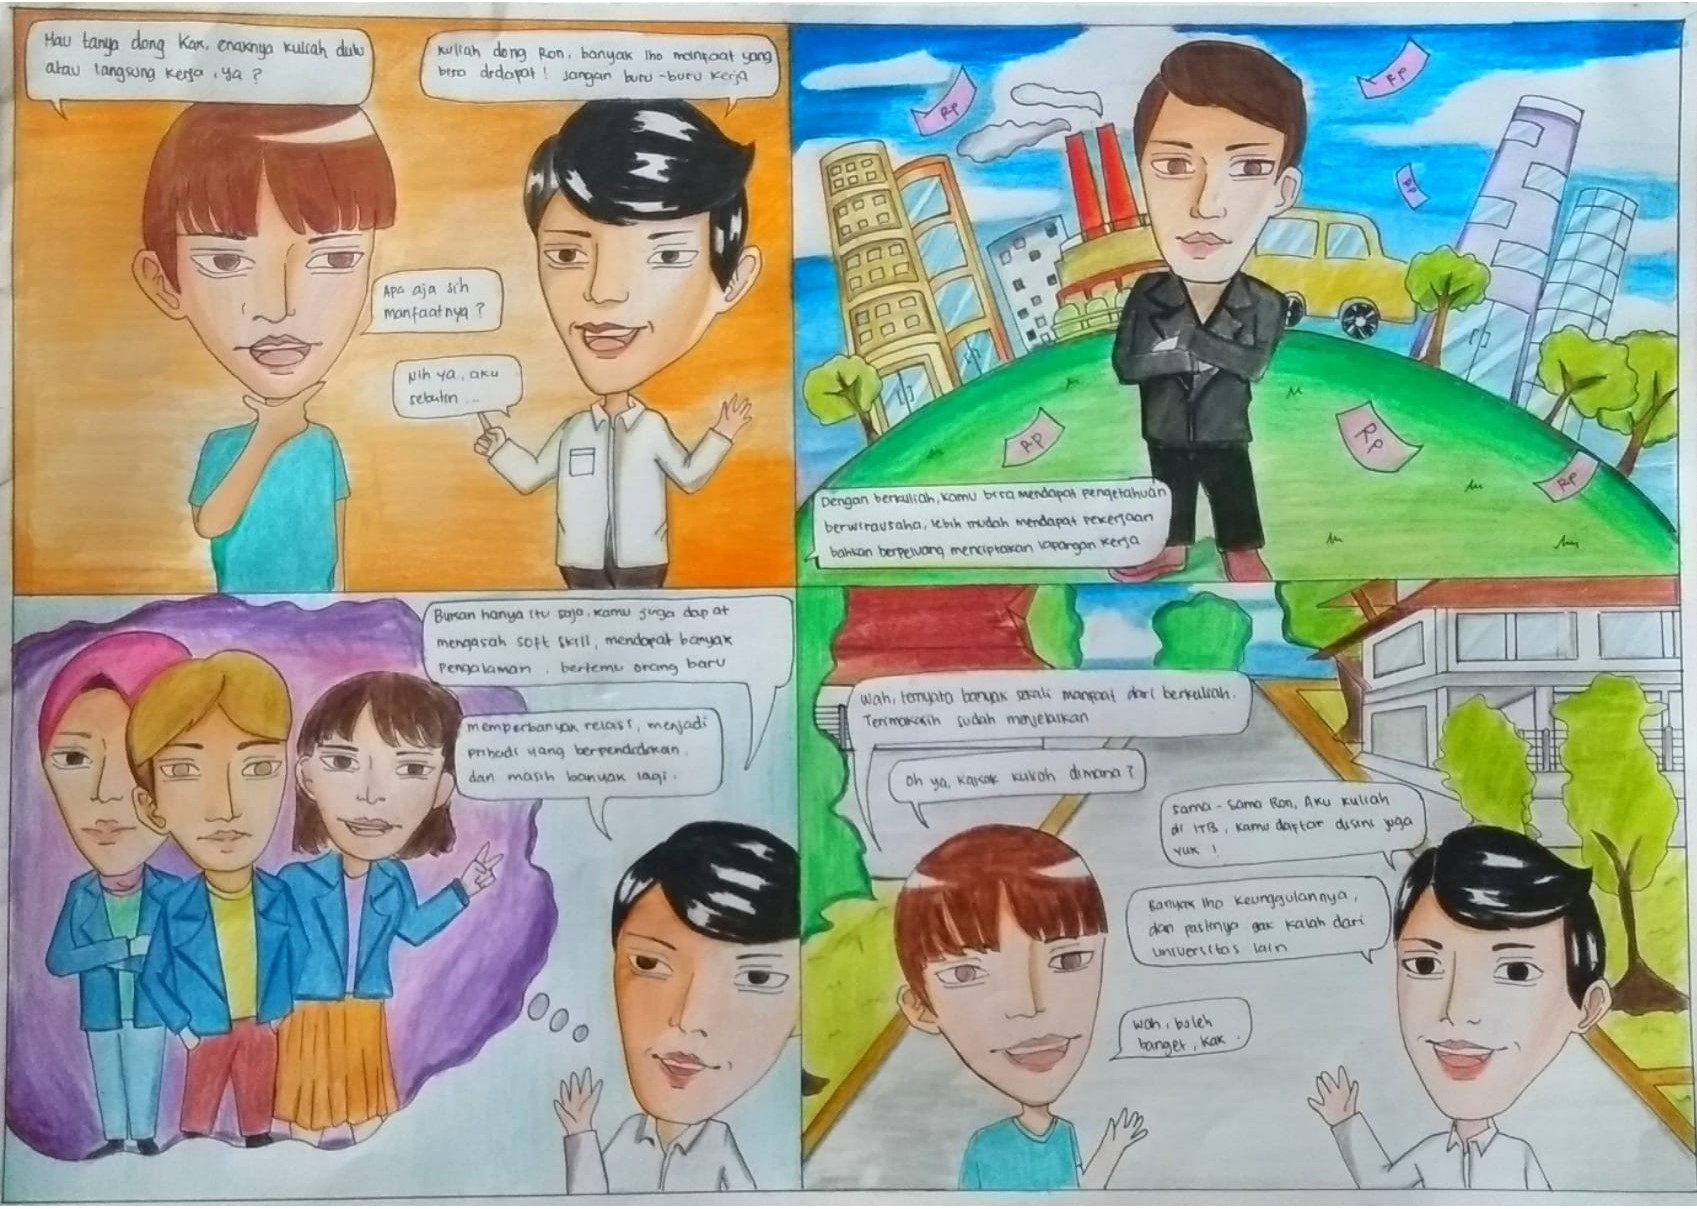 Mau tanya dong Kak, enaknya kuliah dulu
atau langsung kerja, ya ?
Kuliah dong Ron, banyak lho manfaat yang
bisa didapat ! Jangan buru-buru kerja
Apa aja sih
manfaatnya ?
Nih ya, aku
sebutin ...
RP
RP
RP
RP
RP
RP
Dengan berkuliah, kamu bisa mendapat pengetahuan
berwirausaha, lebih mudah mendapat pekerjaan
bahkan berpeluang menciptakan lapangan kerja
Bukan hanya itu saja, kamu juga dapat
mengasah soft skill, mendapat banyak
pengalaman, bertemu orang baru
memperbanyak relasi, menjadi
pribadi yang berpendidikan,
dan masih banyak lagi.
Wah, ternyata banyak sekali manfaat dari berkuliah.
Terimakasih sudah menjelaskan
Oh ya, Kakak kuliah dimana ?
Sama-sama Ron, Aku kuliah
di ITB, kamu daftar disini juga
yuk !
Banyak lho keunggulannya,
dan pastinya gak kalah dari
universitas lain
Wah, boleh
banget, kak.